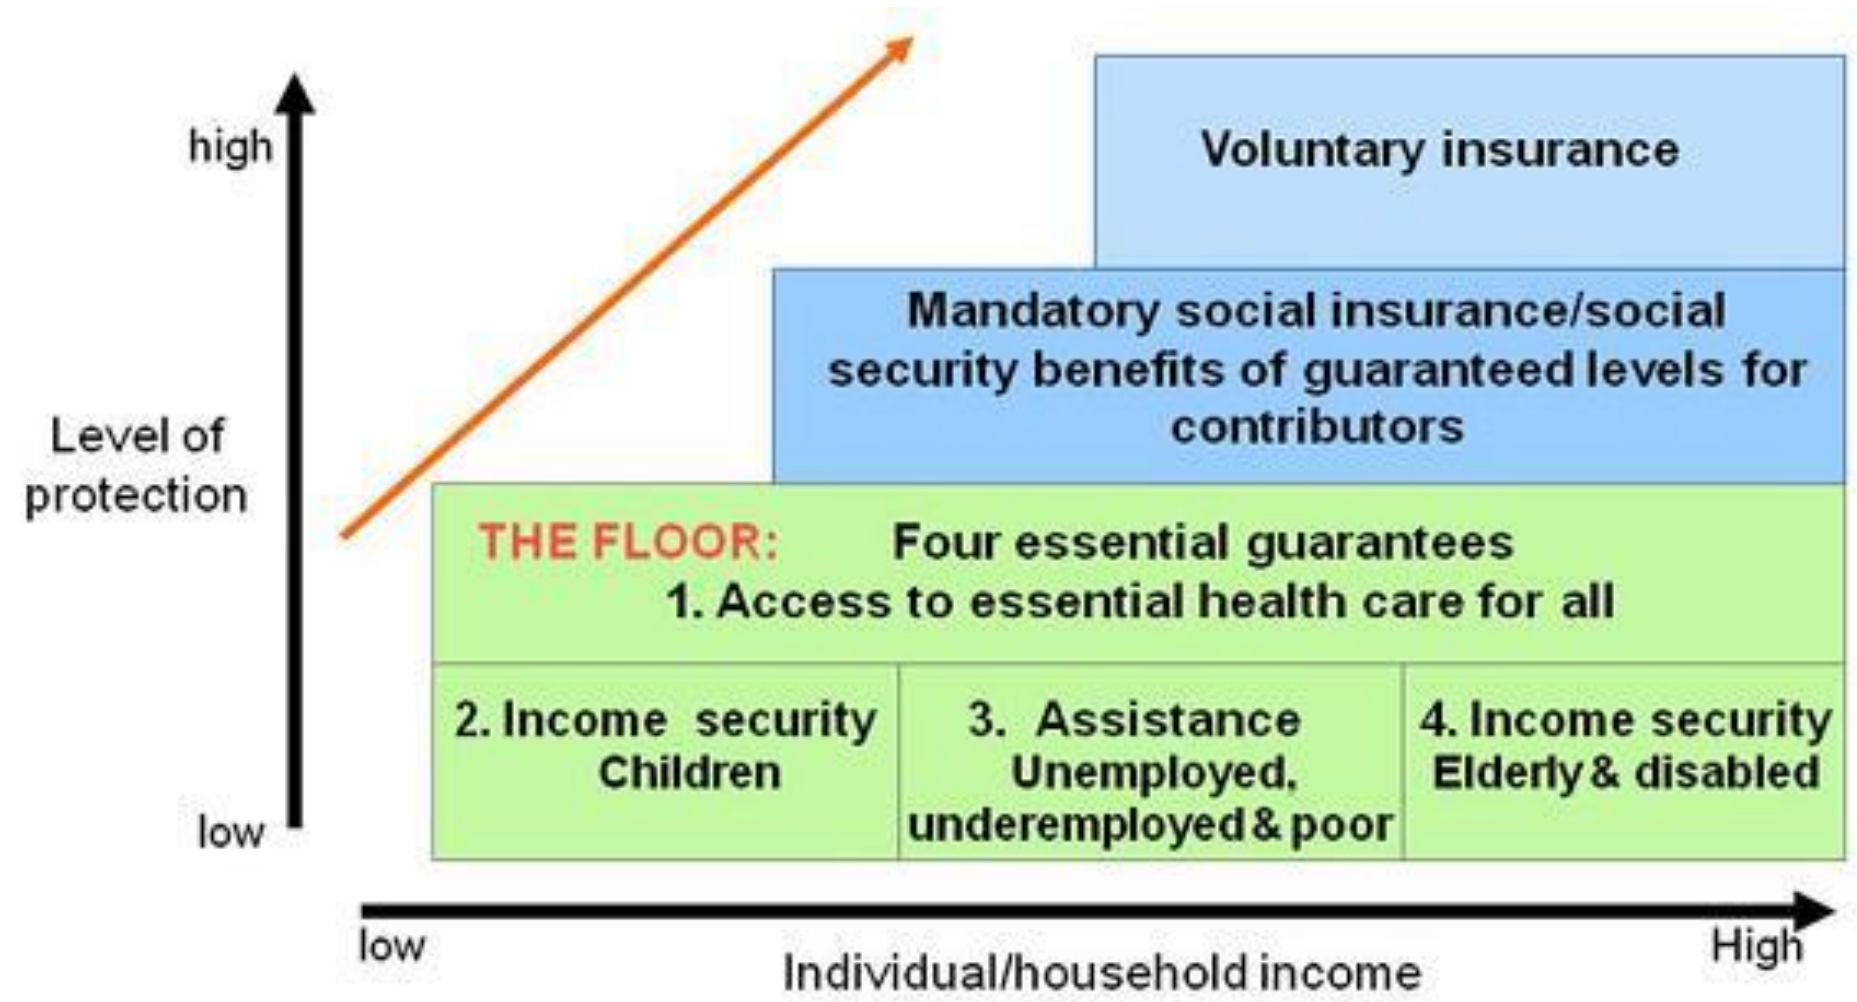 high
Voluntary insurance
Mandatory social insurance/social
security benefits of guaranteed levels for
contributors
Level of
protection
THE FLOOR: Four essential guarantees
1. Access to essential health care for all
2. Income security
Children
3. Assistance
Unemployed,
underemployed & poor
4. Income security
Elderly & disabled
low
low
High
Individual/household income